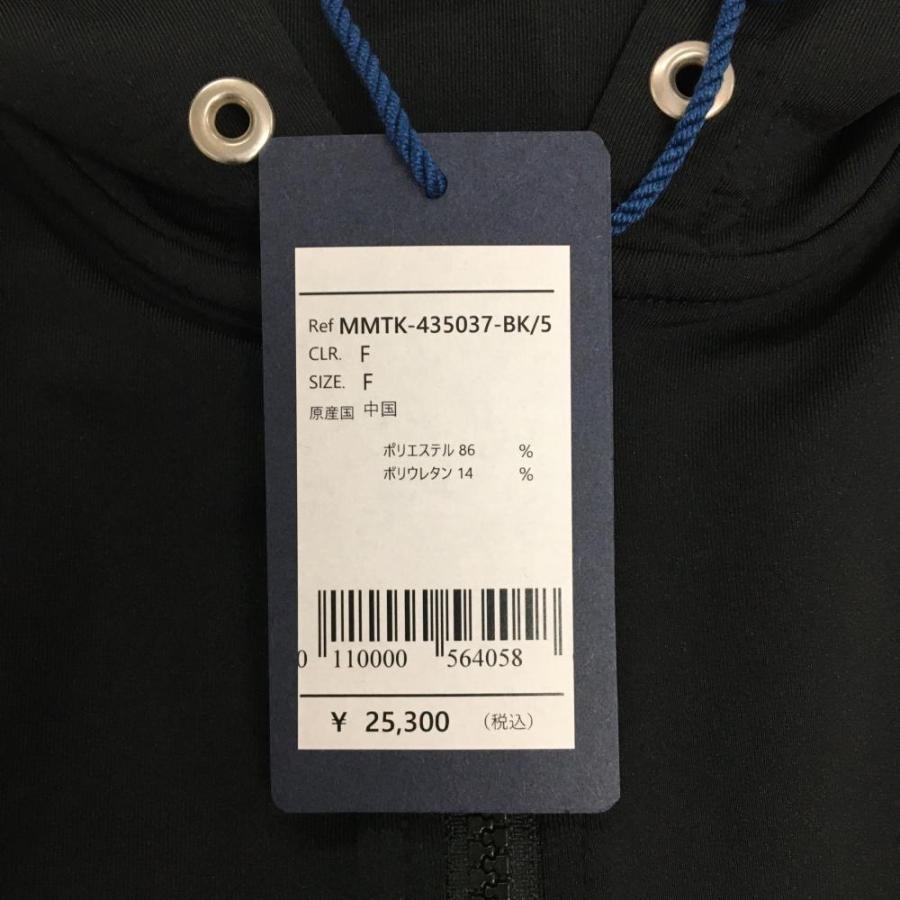 Ref MMTK-435037-BK/5
CLR. F
SIZE. F
原産国 中国
ポリエステル 86 %
ポリウレタン 14 %
0 110000 564058
¥ 25,300 (税込)